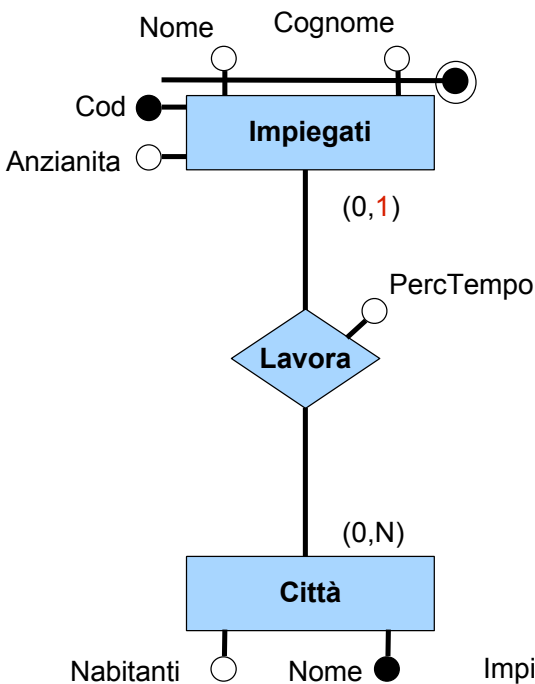 Nome
Cognome
Cod
Impiegati
Anzianita
(0,1)
PercTempo
Lavora
(0,N)
Città
Nabitanti
Nome
Impi